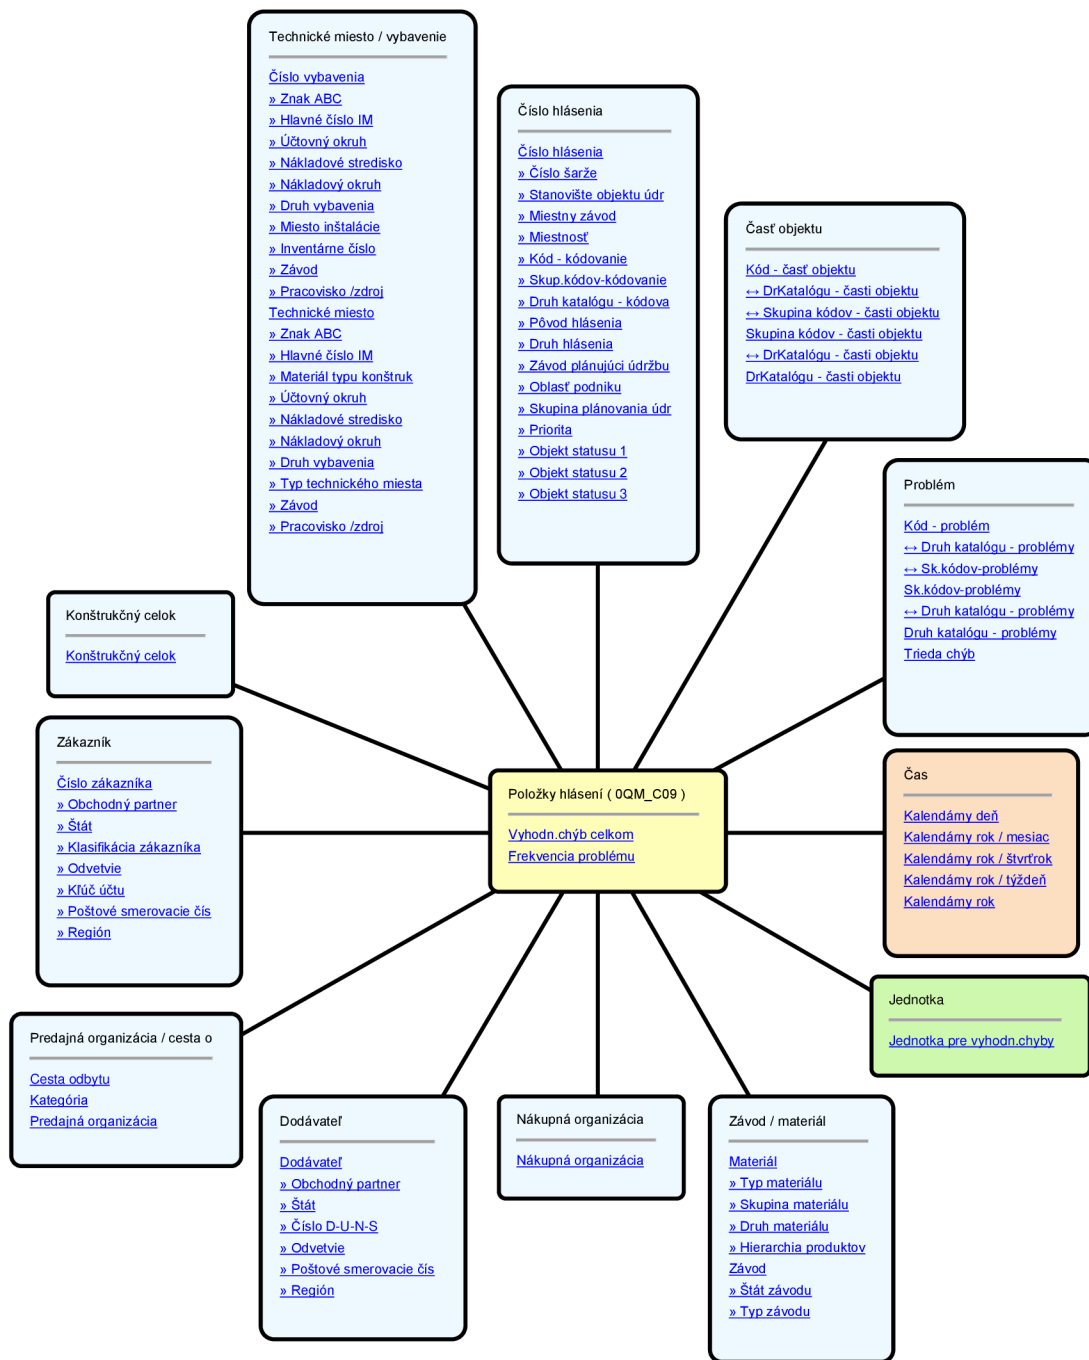 Technické miesto / vybavenie
Číslo vybavenia
» Znak ABC
» Hlavné číslo IM
» Účtovný okruh
» Nákladové stredisko
» Nákladový okruh
» Druh vybavenia
» Miesto inštalácie
» Inventárne číslo
» Závod
» Pracovisko /zdroj
Technické miesto
» Znak ABC
» Hlavné číslo IM
» Materiál typu konštruk
» Účtovný okruh
» Nákladové stredisko
» Nákladový okruh
» Druh vybavenia
» Typ technického miesta
» Závod
» Pracovisko /zdroj
Číslo hlásenia
Číslo hlásenia
» Číslo šarže
» Stanovište objektu údr
» Miestny závod
» Miestnosť
» Kód - kódovanie
» Skup.kódov-kódovanie
» Druh katalógu - kódova
» Pôvod hlásenia
» Druh hlásenia
» Závod plánujúci údržbu
» Oblasť podniku
» Skupina plánovania údr
» Priorita
» Objekt statusu 1
» Objekt statusu 2
» Objekt statusu 3
Časť objektu
Kód - časť objektu
↔ DrKatalógu - časti objektu
↔ Skupina kódov - časti objektu
Skupina kódov - časti objektu
↔ DrKatalógu - časti objektu
DrKatalógu - časti objektu
Problém
Kód - problém
↔ Druh katalógu - problémy
↔ Sk.kódov-problémy
Sk.kódov-problémy
↔ Druh katalógu - problémy
Druh katalógu - problémy
Trieda chýb
Konštrukčný celok
Konštrukčný celok
Zákazník
Číslo zákazníka
» Obchodný partner
» Štát
» Klasifikácia zákazníka
» Odvetvie
» Kľúč účtu
» Poštové smerovacie čís
» Región
Položky hlásení ( 0QM_C09 )
Vyhodn.chýb celkom
Frekvencia problému
Čas
Kalendárny deň
Kalendárny rok / mesiac
Kalendárny rok / štvrťrok
Kalendárny rok / týždeň
Kalendárny rok
Jednotka
Jednotka pre vyhodn.chyby
Predajná organizácia / cesta o
Cesta odbytu
Kategória
Predajná organizácia
Dodávateľ
Dodávateľ
» Obchodný partner
» Štát
» Číslo D-U-N-S
» Odvetvie
» Poštové smerovacie čís
» Región
Nákupná organizácia
Nákupná organizácia
Závod / materiál
Materiál
» Typ materiálu
» Skupina materiálu
» Druh materiálu
» Hierarchia produktov
Závod
» Štát závodu
» Typ závodu